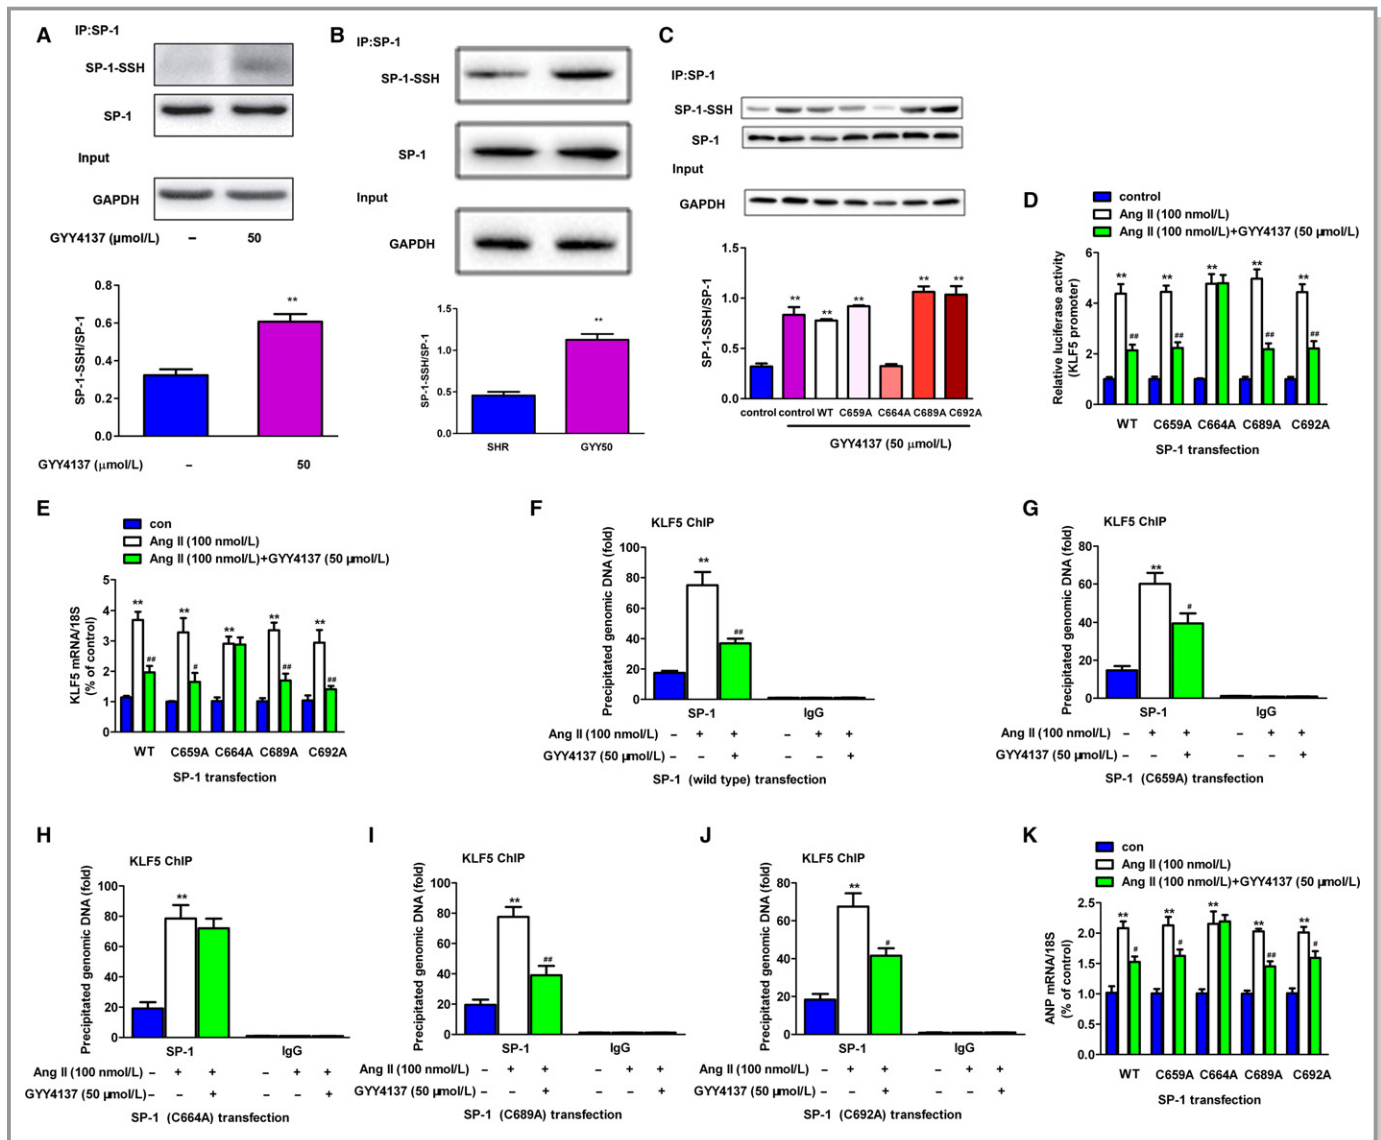 A
IP:SP-1
SP-1-SSH
SP-1
Input
GAPDH
GYY4137 (μmol/L) – 50
SP-1-SSH/SP-1
0.8
0.6
0.4
0.2
0.0
GYY4137 (μmol/L) – 50
B
IP:SP-1
SP-1-SSH
SP-1
Input
GAPDH
SP-1-SSH/SP-1
1.5
1.0
0.5
0.0
**
SHR GYY50
C
IP:SP-1
SP-1-SSH
SP-1
Input
GAPDH
SP-1-SSH/SP-1
1.5
1.0
0.5
0.0
** ** ** ** **
control control WT C659A C664A C689A C692A
GYY4137 (50 μmol/L)
D
control
Ang II (100 nmol/L)
Ang II (100 nmol/L)+GYY4137 (50 μmol/L)
Relative luciferase activity
(KLF5 promoter)
6
4
2
0
** ** ** ** **
## ## ## ##
WT C659A C664A C689A C692A
SP-1 transfection
E
con
Ang II (100 nmol/L)
Ang II (100 nmol/L)+GYY4137 (50 μmol/L)
KLF5 mRNA/18S
(% of control)
5
4
3
2
1
0
** ** ** ** **
## # ## ##
WT C659A C664A C689A C692A
SP-1 transfection
F
KLF5 ChIP
Precipitated genomic DNA (fold)
100
80
60
40
20
0
**
##
SP-1 IgG
Ang II (100 nmol/L) – + + – + +
GYY4137 (50 μmol/L) – – + – – +
SP-1 (wild type) transfection
G
KLF5 ChIP
Precipitated genomic DNA (fold)
80
60
40
20
0
**
#
SP-1 IgG
Ang II (100 nmol/L) – + + – + +
GYY4137 (50 μmol/L) – – + – – +
SP-1 (C659A) transfection
H
KLF5 ChIP
Precipitated genomic DNA (fold)
100
80
60
40
20
0
**
SP-1 IgG
Ang II (100 nmol/L) – + + – + +
GYY4137 (50 μmol/L) – – + – – +
SP-1 (C664A) transfection
I
KLF5 ChIP
Precipitated genomic DNA (fold)
100
80
60
40
20
0
**
##
SP-1 IgG
Ang II (100 nmol/L) – + + – + +
GYY4137 (50 μmol/L) – – + – – +
SP-1 (C689A) transfection
J
KLF5 ChIP
Precipitated genomic DNA (fold)
80
60
40
20
0
**
#
SP-1 IgG
Ang II (100 nmol/L) – + + – + +
GYY4137 (50 μmol/L) – – + – – +
SP-1 (C692A) transfection
K
con
Ang II (100 nmol/L)
Ang II (100 nmol/L)+GYY4137 (50 μmol/L)
ANP mRNA/18S
(% of control)
2.5
2.0
1.5
1.0
0.5
0.0
** ** ** ** **
# # ## #
WT C659A C664A C689A C692A
SP-1 transfection